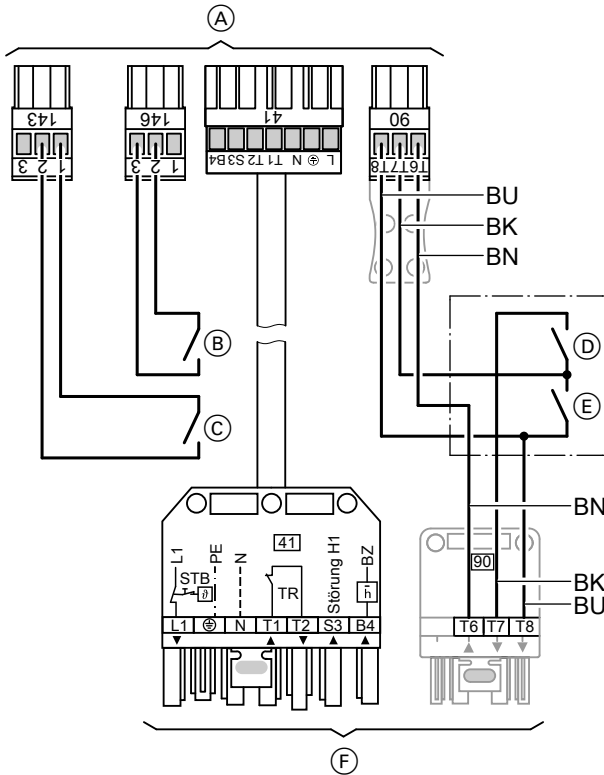 A
143
3 2 1
146
3 2 1
41
B4 S3 T2 T1 N L
90
T8 T7 T6
BU
BK
BN
B
C
D
E
BN
BK
BU
L1
STB
ϑ
PE
N
41
TR
Störung H1
BZ
h
L1 N T1 T2 S3 B4
90
T6 T7 T8
F